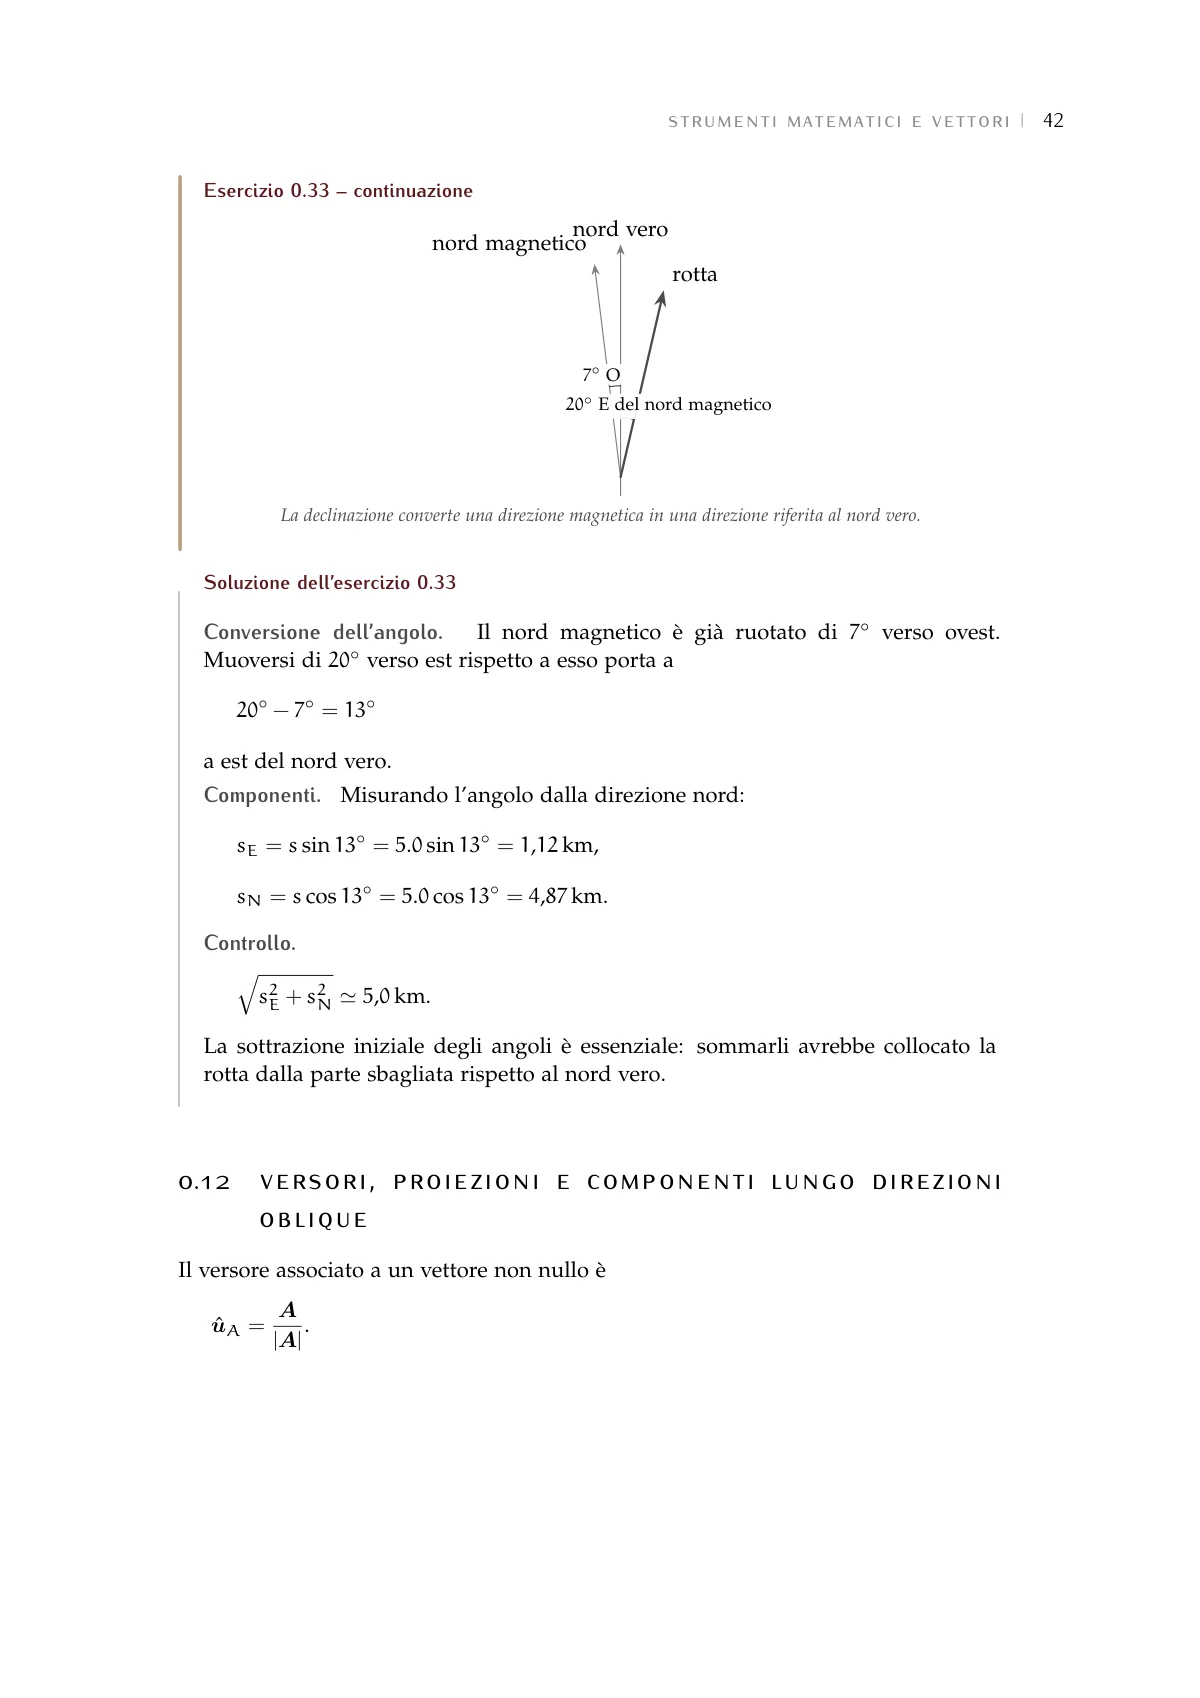 STRUMENTI MATEMATICI E VETTORI | 42
Esercizio 0.33 – continuazione
nord vero
nord magnetico
rotta
7° O
20° E del nord magnetico
La declinazione converte una direzione magnetica in una direzione riferita al nord vero.
Soluzione dell'esercizio 0.33
Conversione dell'angolo. Il nord magnetico è già ruotato di 7° verso ovest.
Muoversi di 20° verso est rispetto a esso porta a
20° − 7° = 13°
a est del nord vero.
Componenti. Misurando l'angolo dalla direzione nord:
s_E = s sin 13° = 5.0 sin 13° = 1,12 km,
s_N = s cos 13° = 5.0 cos 13° = 4,87 km.
Controllo.
√(s_E² + s_N²) ≃ 5,0 km.
La sottrazione iniziale degli angoli è essenziale: sommarli avrebbe collocato la
rotta dalla parte sbagliata rispetto al nord vero.
0.12 VERSORI, PROIEZIONI E COMPONENTI LUNGO DIREZIONI
OBLIQUE
Il versore associato a un vettore non nullo è
û_A = A / |A|.